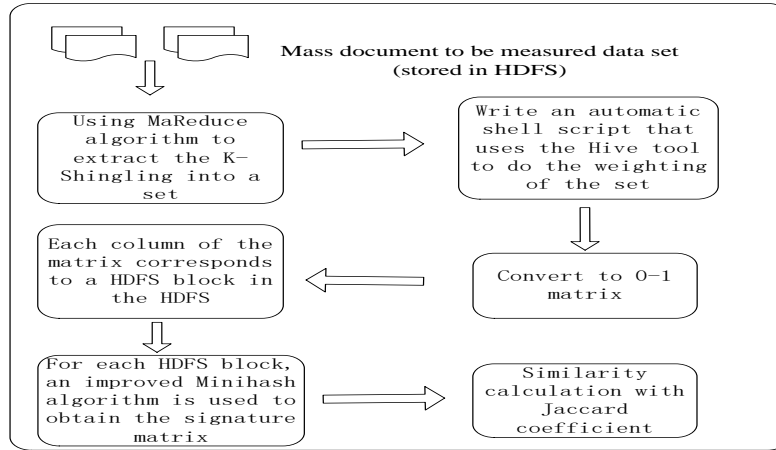 Mass document to be measured data set
(stored in HDFS)
Using MaReduce
algorithm to
extract the K-
Shingling into a
set
Write an automatic
shell script that
uses the Hive tool
to do the weighting
of the set
Convert to 0-1
matrix
Each column of the
matrix corresponds
to a HDFS block in
the HDFS
For each HDFS block,
an improved Minihash
algorithm is used to
obtain the signature
matrix
Similarity
calculation with
Jaccard
coefficient